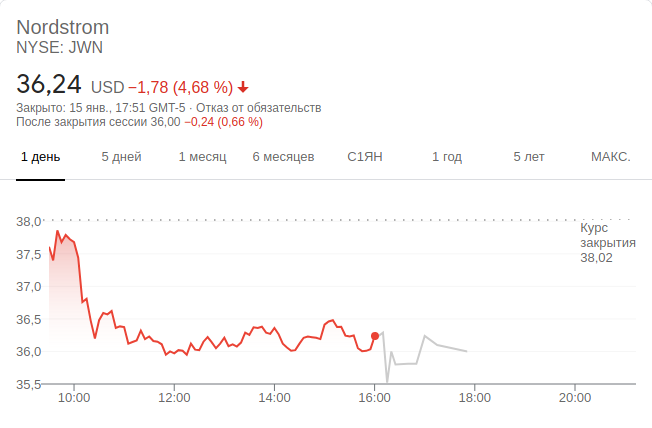 Nordstrom
NYSE: JWN
36,24 USD −1,78 (4,68 %)
Закрыто: 15 янв., 17:51 GMT-5 · Отказ от обязательств
После закрытия сессии 36,00 −0,24 (0,66 %)
1 день 5 дней 1 месяц 6 месяцев С1ЯН 1 год 5 лет МАКС.
38,0
Курс
закрытия
38,02
37,5
37,0
36,5
36,0
35,5
10:00 12:00 14:00 16:00 18:00 20:00